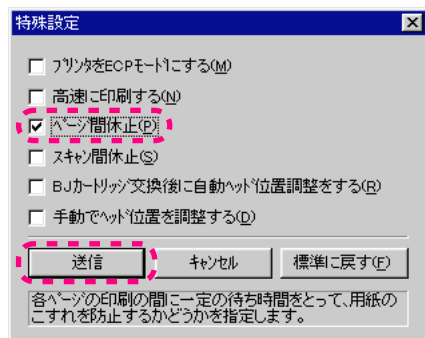 特殊設定
ﾌﾟﾘﾝﾀをECPﾓｰﾄﾞにする(M)
高速に印刷する(N)
ﾍﾟｰｼﾞ間休止(P)
ｽｷｬﾝ間休止(S)
BJｶｰﾄﾘｯｼﾞ交換後に自動ﾍｯﾄﾞ位置調整をする(R)
手動でﾍｯﾄﾞ位置を調整する(D)
送信 ｷｬﾝｾﾙ 標準に戻す(F)
各ﾍﾟｰｼﾞの印刷の間に一定の待ち時間をとって、用紙の
こすれを防止するかどうかを指定します。